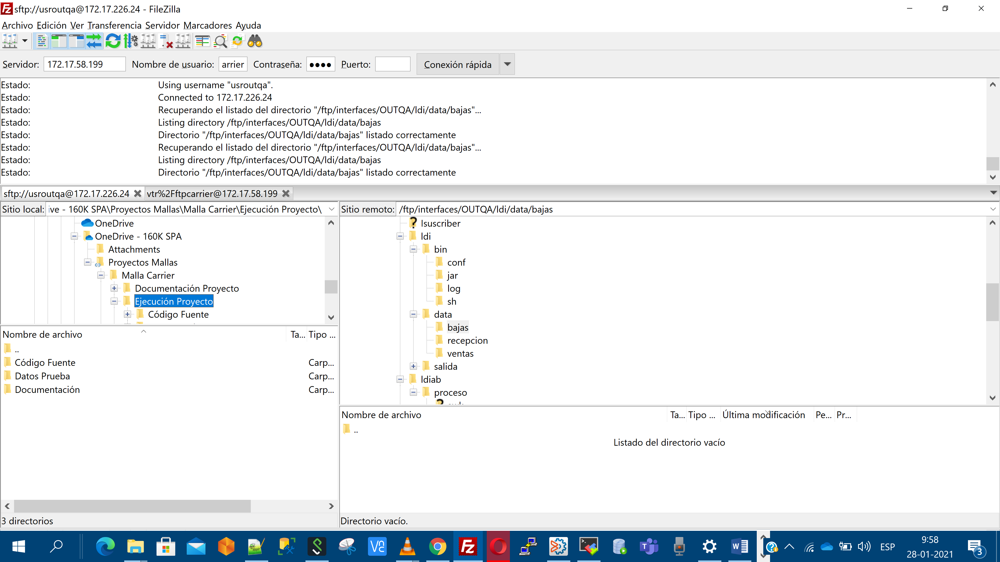 sftp://usroutqa@172.17.226.24 - FileZilla
Archivo Edición Ver Transferencia Servidor Marcadores Ayuda
Servidor: 172.17.58.199 Nombre de usuario: arrier Contraseña: ●●●● Puerto: Conexión rápida
Estado: Using username "usroutqa".
Estado: Connected to 172.17.226.24
Estado: Recuperando el listado del directorio "/ftp/interfaces/OUTQA/ldi/data/bajas"...
Estado: Listing directory /ftp/interfaces/OUTQA/ldi/data/bajas
Estado: Directorio "/ftp/interfaces/OUTQA/ldi/data/bajas" listado correctamente
Estado: Recuperando el listado del directorio "/ftp/interfaces/OUTQA/ldi/data/bajas"...
Estado: Listing directory /ftp/interfaces/OUTQA/ldi/data/bajas
Estado: Directorio "/ftp/interfaces/OUTQA/ldi/data/bajas" listado correctamente
sftp://usroutqa@172.17.226.24 vtr%2Fftpcarrier@172.17.58.199
Sitio local: ive - 160K SPA\Proyectos Mallas\Malla Carrier\Ejecución Proyecto\
OneDrive
OneDrive - 160K SPA
Attachments
Proyectos Mallas
Malla Carrier
Documentación Proyecto
Ejecución Proyecto
Código Fuente
Nombre de archivo Ta... Tipo ...
..
Código Fuente Carp...
Datos Prueba Carp...
Documentación Carp...
3 directorios
Sitio remoto: /ftp/interfaces/OUTQA/ldi/data/bajas
lsuscriber
ldi
bin
conf
jar
log
sh
data
bajas
recepcion
ventas
salida
ldiab
proceso
Nombre de archivo Ta... Tipo ... Última modificación Pe... Pr...
..
Listado del directorio vacío
Directorio vacío.
ESP
9:58
28-01-2021
3